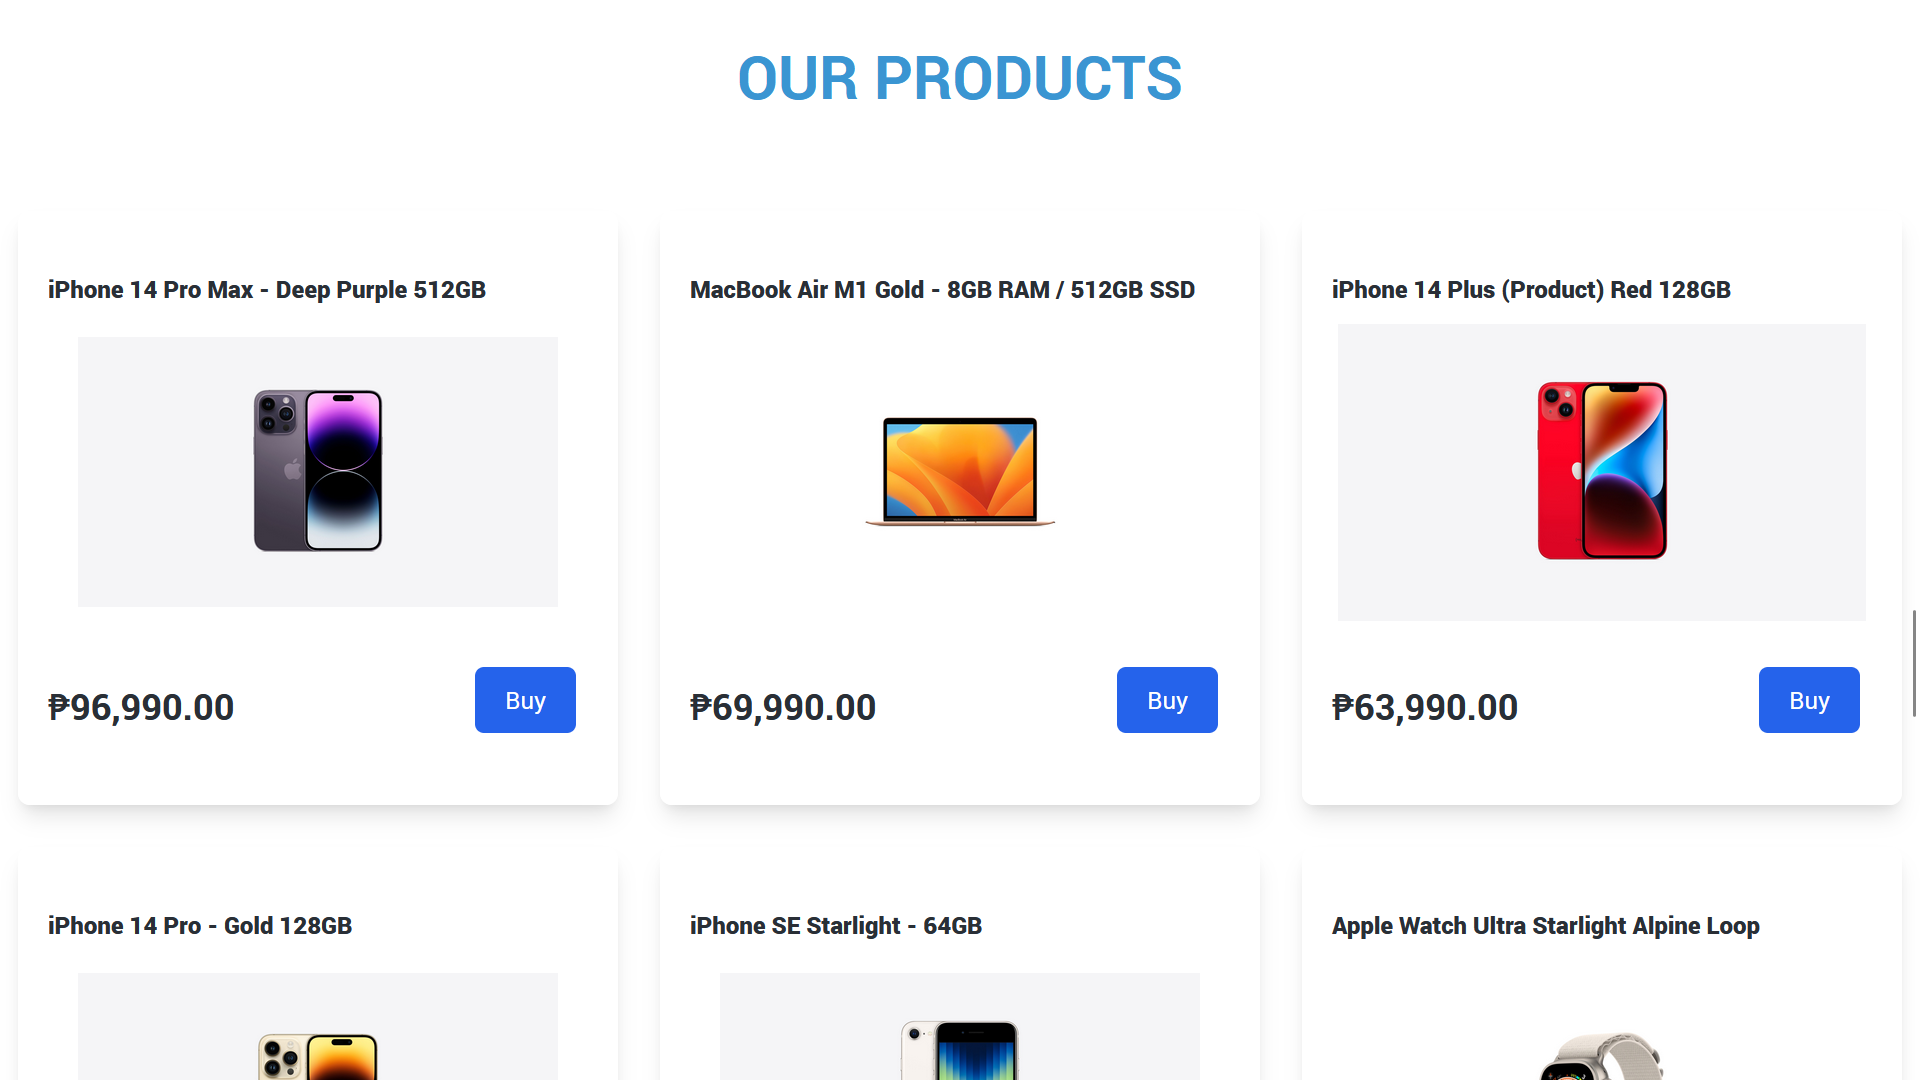 OUR PRODUCTS
iPhone 14 Pro Max - Deep Purple 512GB
MacBook Air M1 Gold - 8GB RAM / 512GB SSD
iPhone 14 Plus (Product) Red 128GB
₱96,990.00
Buy
₱69,990.00
Buy
₱63,990.00
Buy
iPhone 14 Pro - Gold 128GB
iPhone SE Starlight - 64GB
Apple Watch Ultra Starlight Alpine Loop